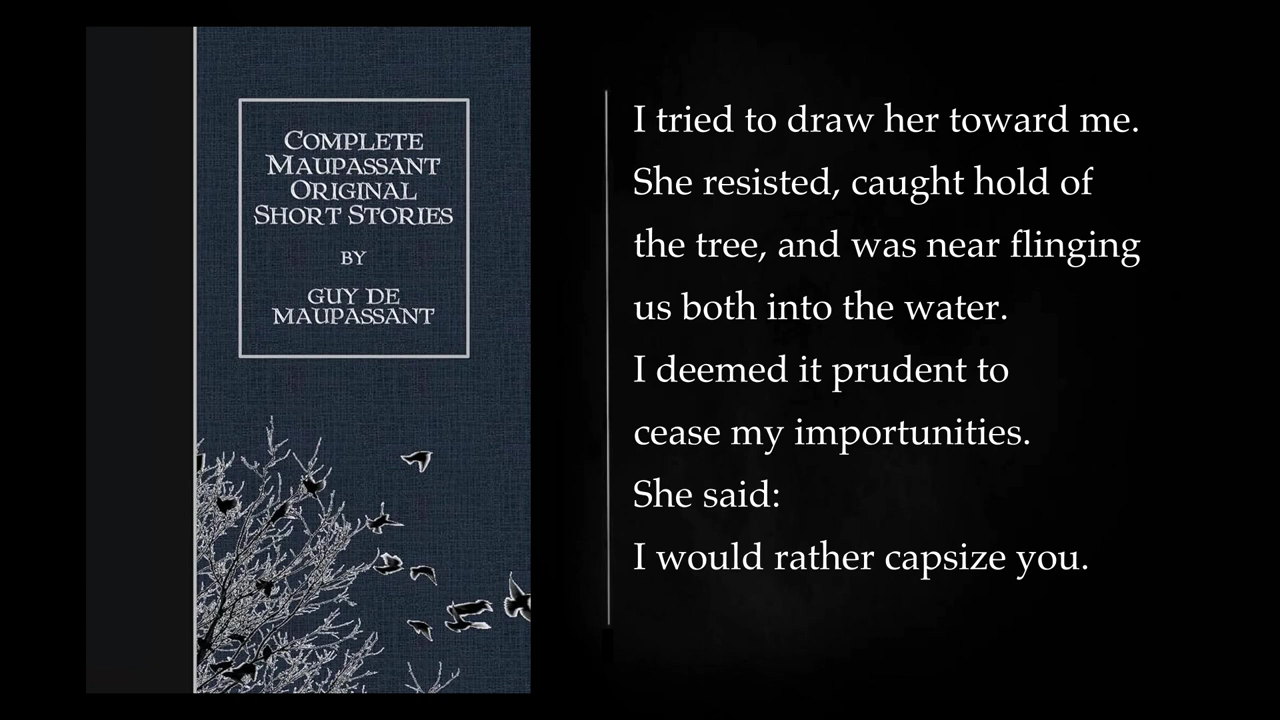 COMPLETE
MAUPASSANT
ORIGINAL
SHORT STORIES
BY
GUY DE
MAUPASSANT
I tried to draw her toward me.
She resisted, caught hold of
the tree, and was near flinging
us both into the water.
I deemed it prudent to
cease my importunities.
She said:
I would rather capsize you.